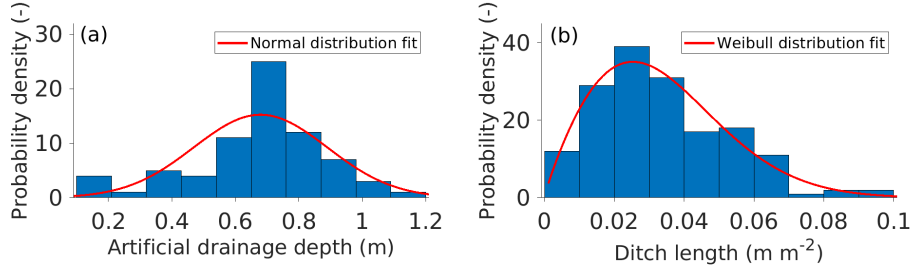 (a)
Normal distribution fit
Probability density (-)
30
20
10
0
0.2 0.4 0.6 0.8 1 1.2
Artificial drainage depth (m)
(b)
Weibull distribution fit
Probability density (-)
40
20
0
0 0.02 0.04 0.06 0.08 0.1
Ditch length (m m⁻²)